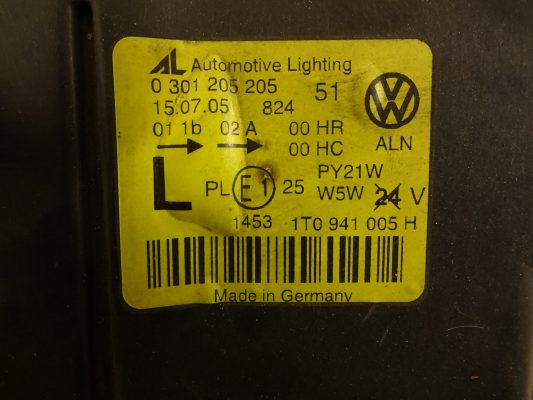 AL Automotive Lighting
0 301 205 205 51
15.07.05 824
01 1b 02 A 00 HR
00 HC ALN
L PL E1 25 PY21W
W5W 24 V
1453 1T0 941 005 H
Made in Germany